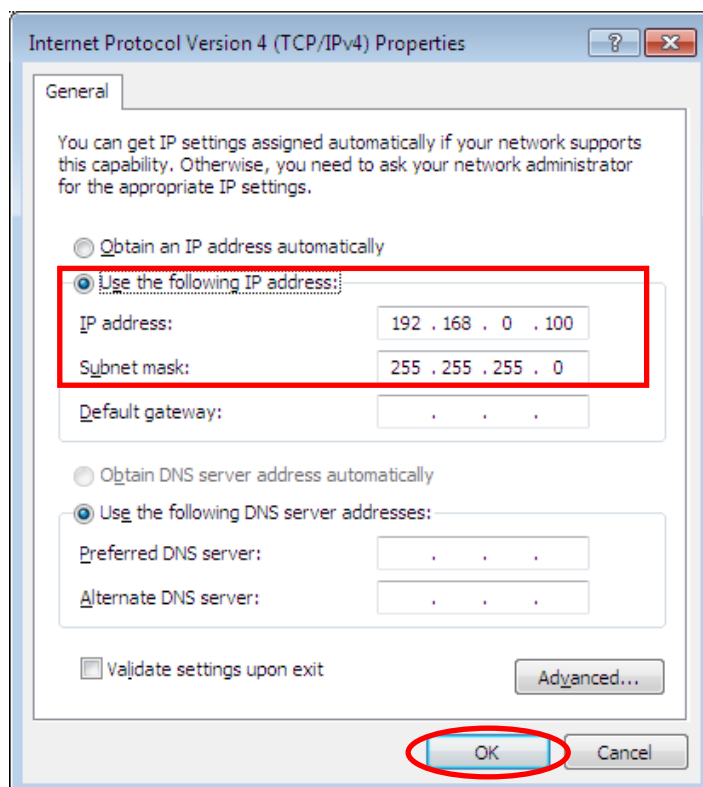 Internet Protocol Version 4 (TCP/IPv4) Properties
General
You can get IP settings assigned automatically if your network supports
this capability. Otherwise, you need to ask your network administrator
for the appropriate IP settings.
Obtain an IP address automatically
Use the following IP address:
IP address: 192 . 168 . 0 . 100
Subnet mask: 255 . 255 . 255 . 0
Default gateway: . . .
Obtain DNS server address automatically
Use the following DNS server addresses:
Preferred DNS server: . . .
Alternate DNS server: . . .
Validate settings upon exit
Advanced...
OK Cancel